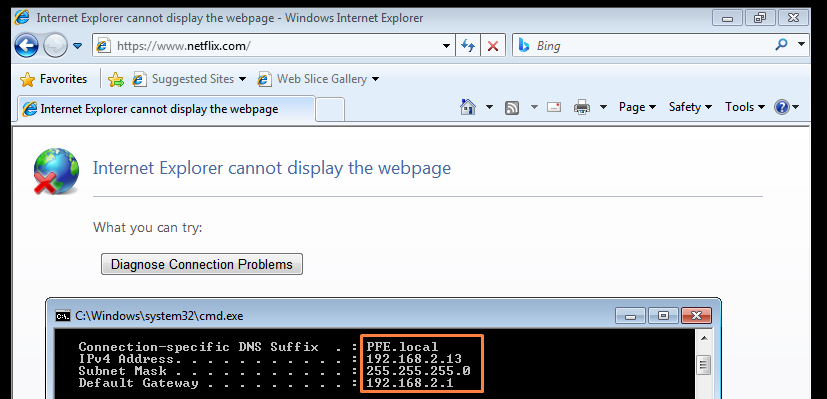 Internet Explorer cannot display the webpage - Windows Internet Explorer
https://www.netflix.com/
Bing
Favorites
Suggested Sites
Web Slice Gallery
Internet Explorer cannot display the webpage
Page
Safety
Tools
Internet Explorer cannot display the webpage
What you can try:
Diagnose Connection Problems
C:\Windows\system32\cmd.exe
Connection-specific DNS Suffix  . : PFE.local
IPv4 Address. . . . . . . . . . . : 192.168.2.13
Subnet Mask . . . . . . . . . . . : 255.255.255.0
Default Gateway . . . . . . . . . : 192.168.2.1